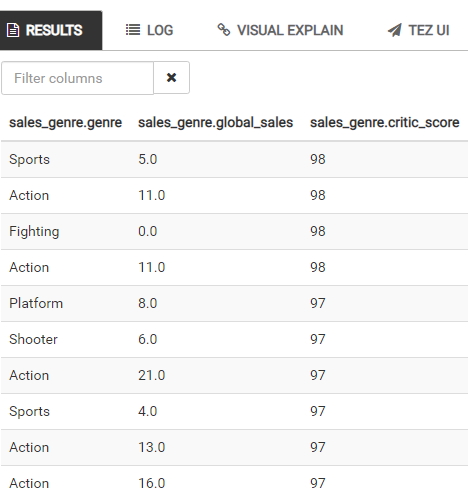 RESULTS LOG VISUAL EXPLAIN TEZ UI
Filter columns
sales_genre.genre sales_genre.global_sales sales_genre.critic_score
Sports 5.0 98
Action 11.0 98
Fighting 0.0 98
Action 11.0 98
Platform 8.0 97
Shooter 6.0 97
Action 21.0 97
Sports 4.0 97
Action 13.0 97
Action 16.0 97